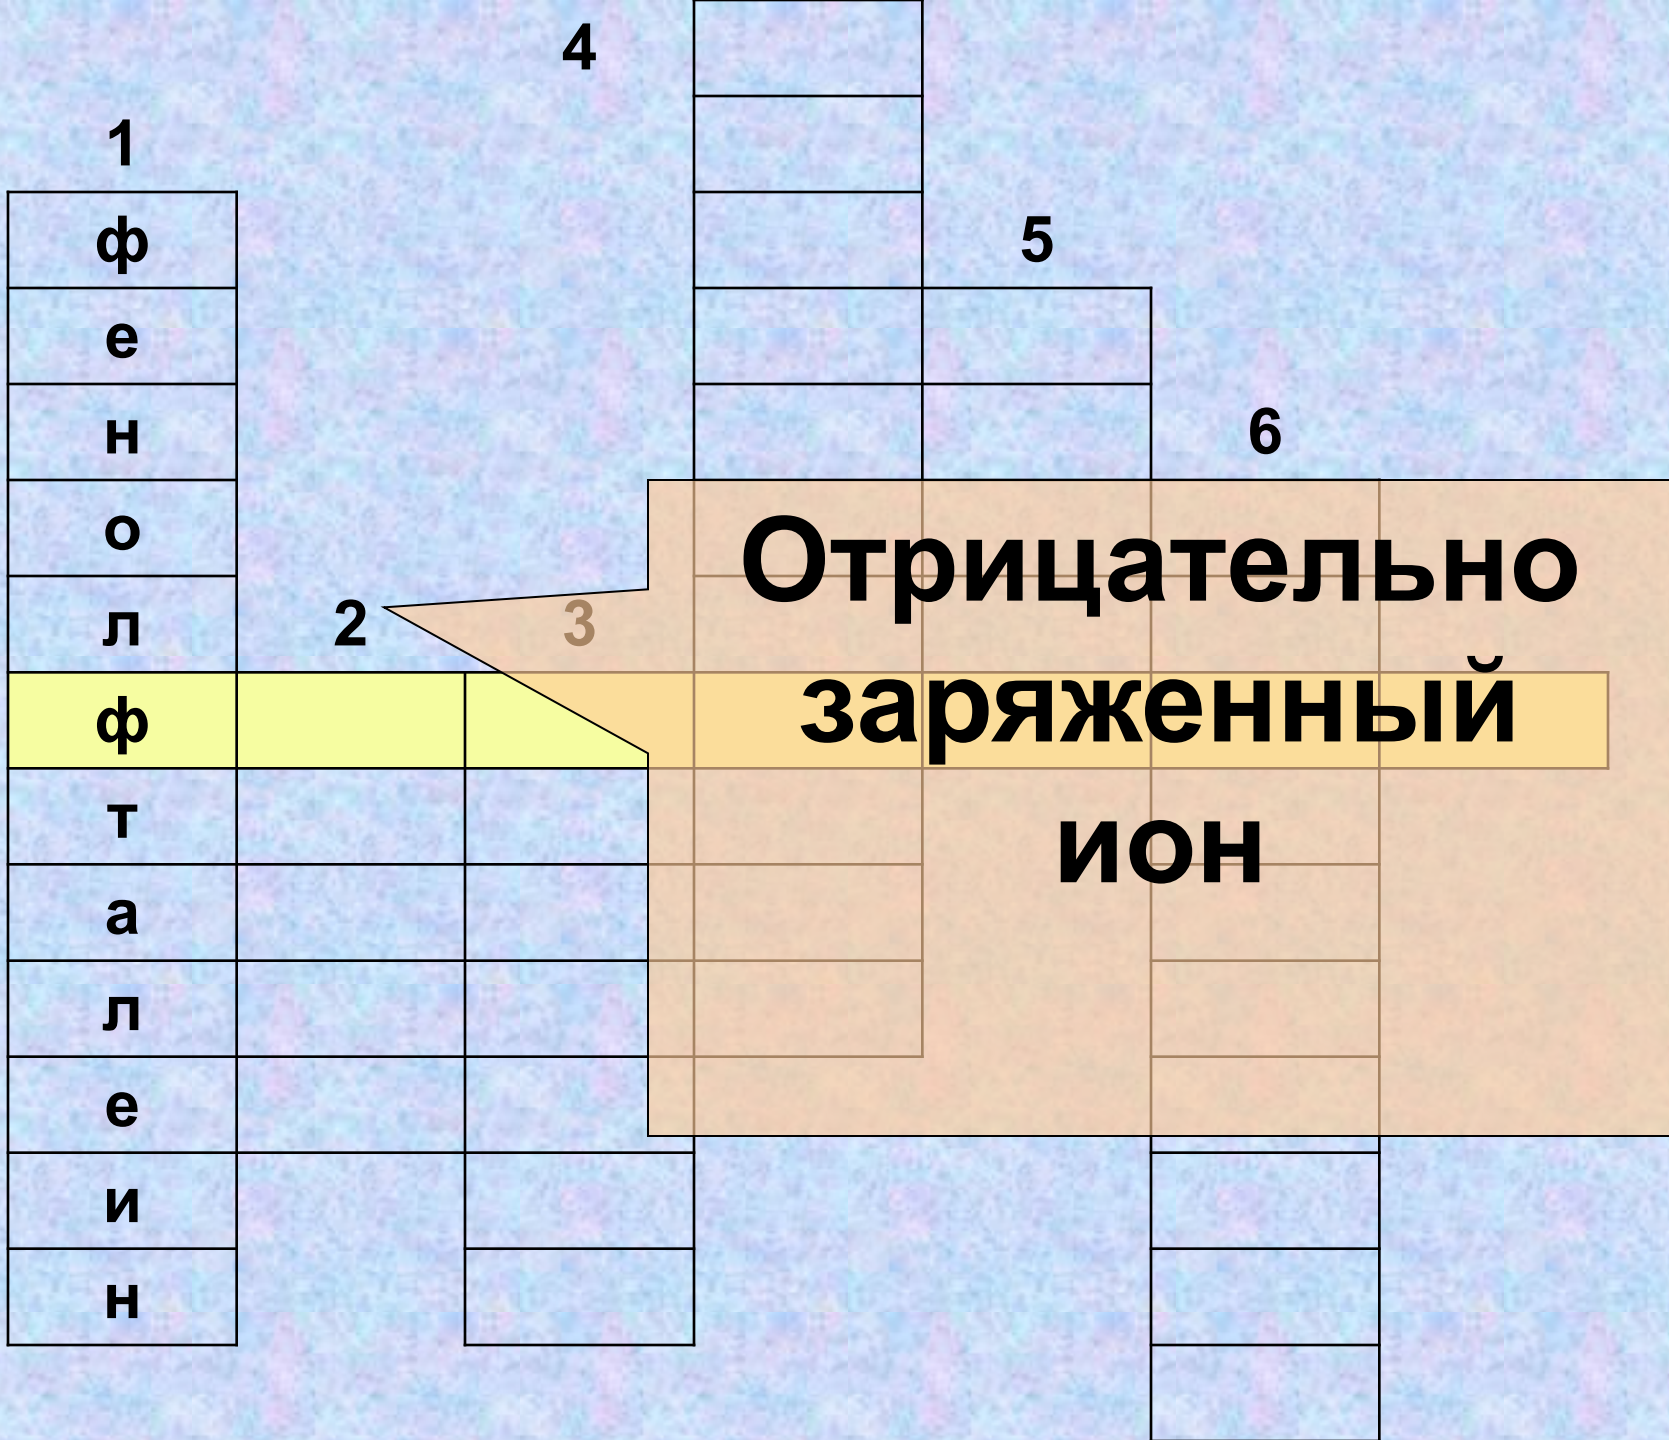 4
1
ф
5
е
н
6
о
л
2
3
ф
т
а
л
е
и
н
Отрицательно
заряженный
ион